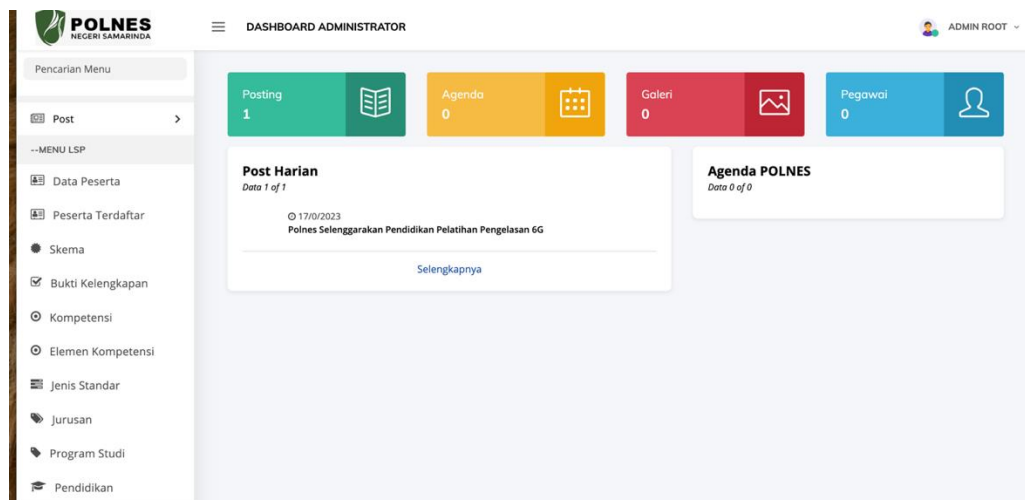 POLNES
NEGERI SAMARINDA
DASHBOARD ADMINISTRATOR
ADMIN ROOT
Pencarian Menu
Post
--MENU LSP
Data Peserta
Peserta Terdaftar
Skema
Bukti Kelengkapan
Kompetensi
Elemen Kompetensi
Jenis Standar
Jurusan
Program Studi
Pendidikan
Posting
1
Agenda
0
Galeri
0
Pegawai
0
Post Harian
Data 1 of 1
17/0/2023
Polnes Selenggarakan Pendidikan Pelatihan Pengelasan 6G
Selengkapnya
Agenda POLNES
Data 0 of 0